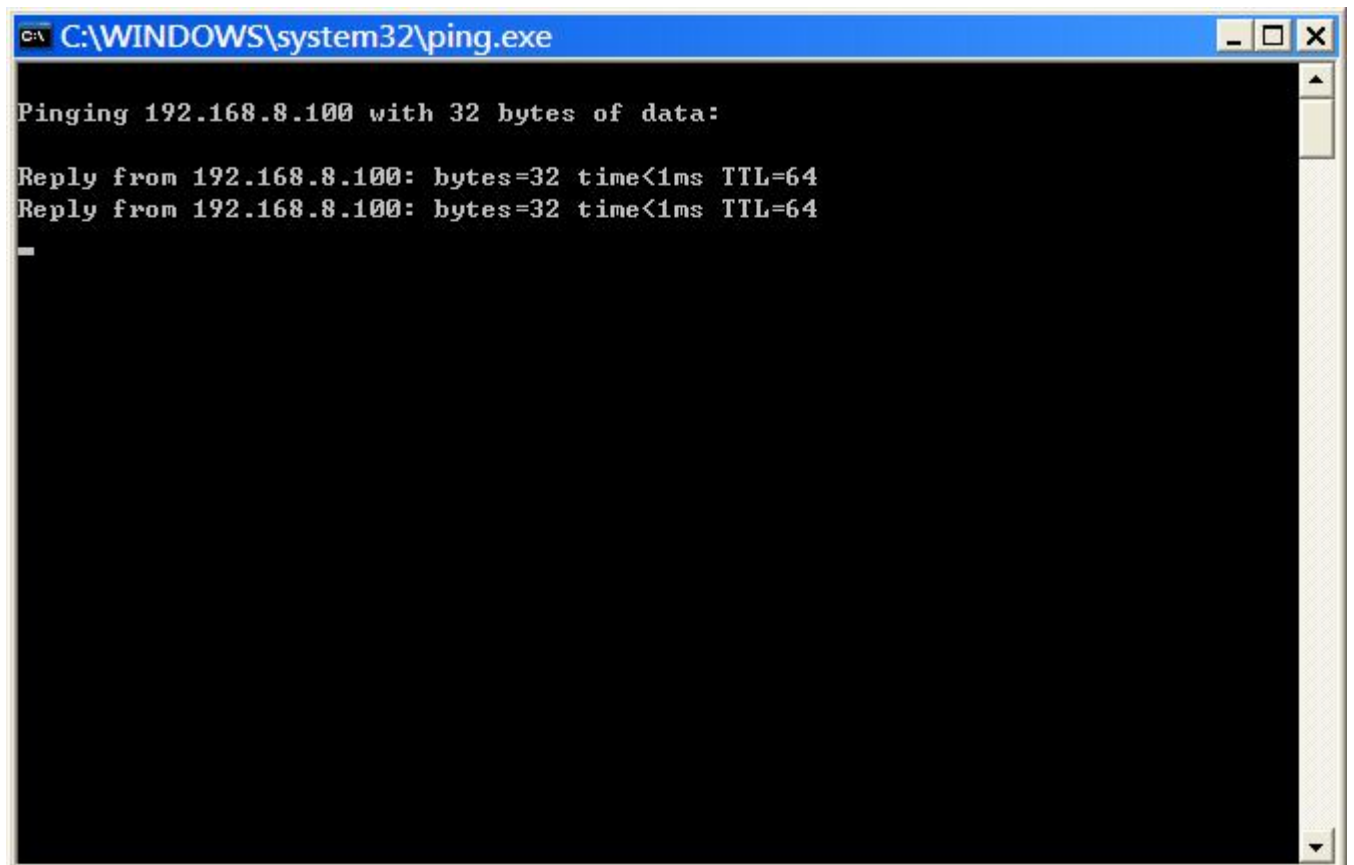 C:\WINDOWS\system32\ping.exe
Pinging 192.168.8.100 with 32 bytes of data:
Reply from 192.168.8.100: bytes=32 time<1ms TTL=64
Reply from 192.168.8.100: bytes=32 time<1ms TTL=64